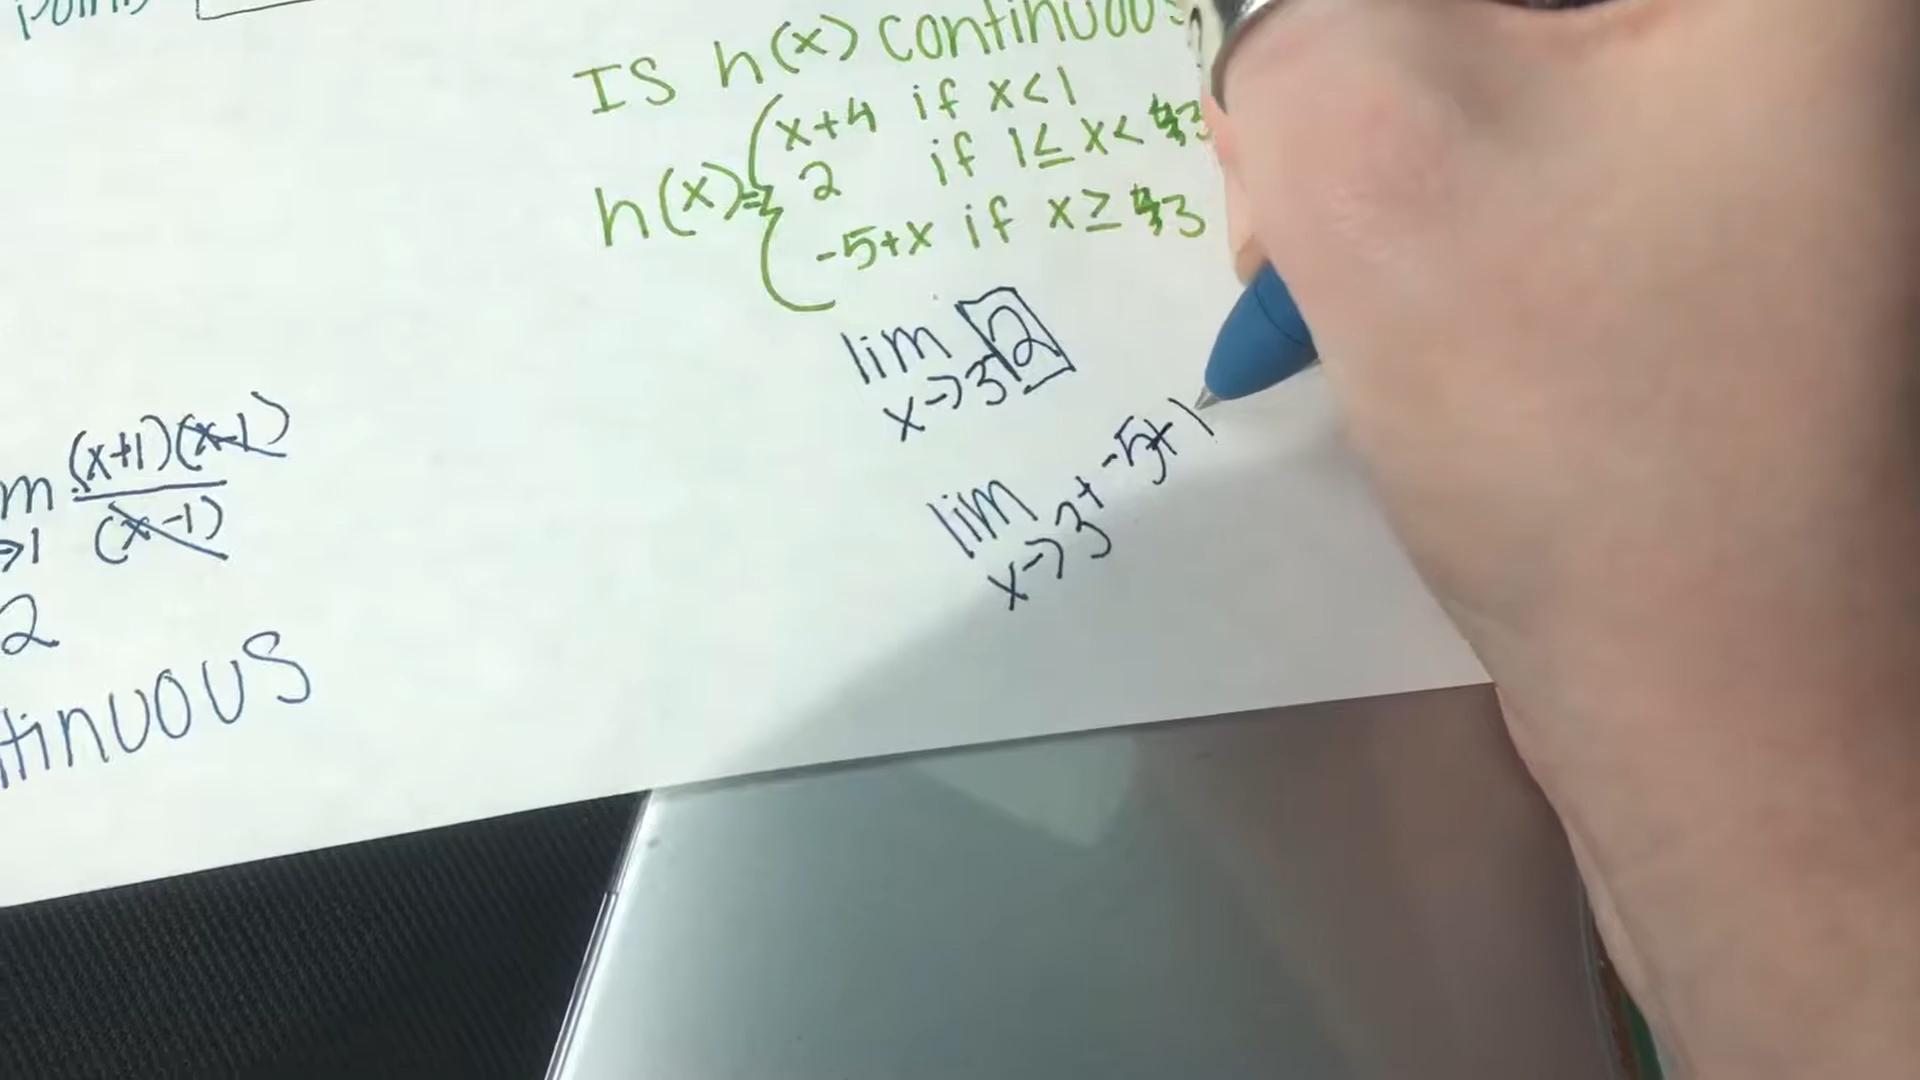 IS h(x) continuous
h(x)= { x+4 if x<1
2 if 1≤ x< 3
-5+x if x≥ 3
lim 2
x→3⁻
lim -5+
x→3⁺
m (x+1)(x-1)
→1 (x-1)
2
tinuous